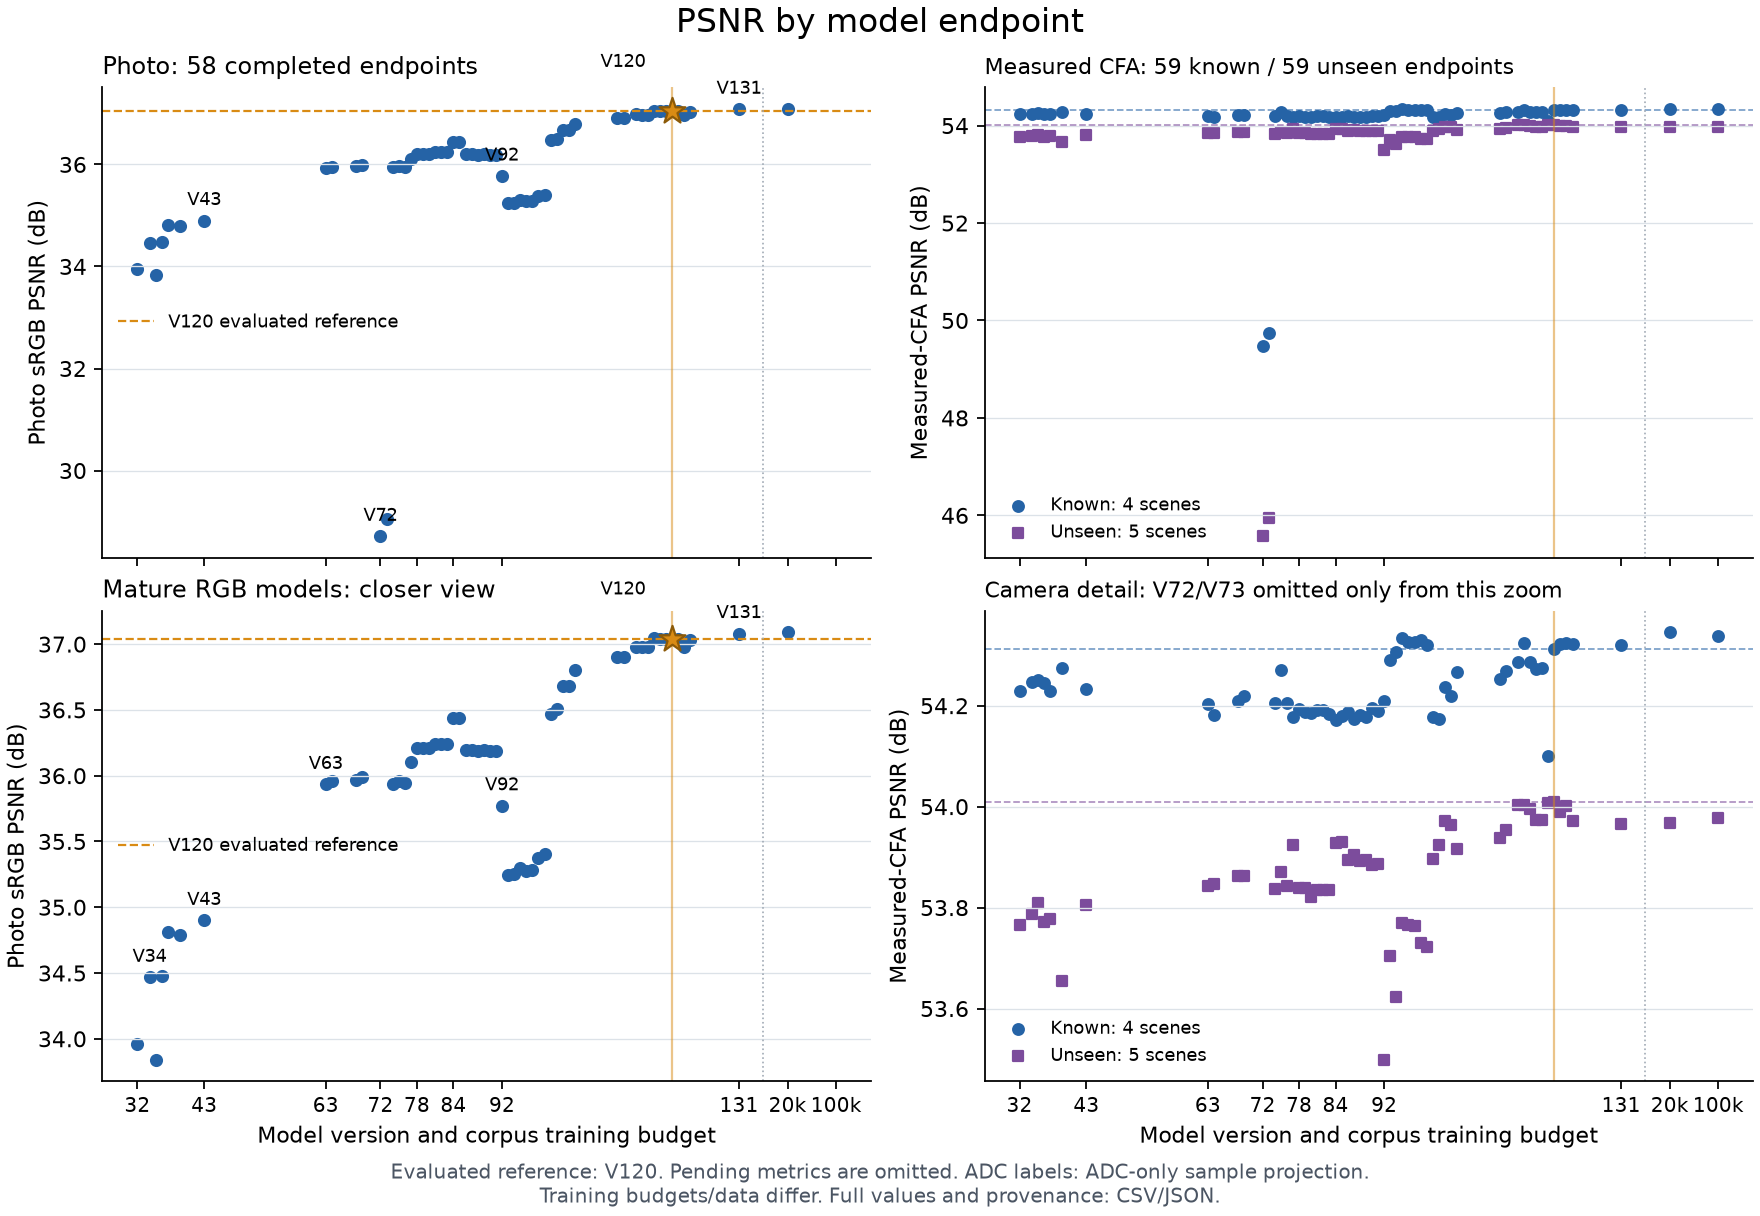 PSNR by model endpoint
Photo: 58 completed endpoints
V120
V131
V92
V43
V120 evaluated reference
V72
36
34
32
30
Photo sRGB PSNR (dB)
Measured CFA: 59 known / 59 unseen endpoints
54
52
50
48
46
Measured-CFA PSNR (dB)
Known: 4 scenes
Unseen: 5 scenes
Mature RGB models: closer view
V120
V131
V63
V92
V120 evaluated reference
V43
V34
37.0
36.5
36.0
35.5
35.0
34.5
34.0
Photo sRGB PSNR (dB)
32 43 63 72 78 84 92 131 20k 100k
Model version and corpus training budget
Camera detail: V72/V73 omitted only from this zoom
54.2
54.0
53.8
53.6
Measured-CFA PSNR (dB)
Known: 4 scenes
Unseen: 5 scenes
32 43 63 72 78 84 92 131 20k 100k
Model version and corpus training budget
Evaluated reference: V120. Pending metrics are omitted. ADC labels: ADC-only sample projection.
Training budgets/data differ. Full values and provenance: CSV/JSON.